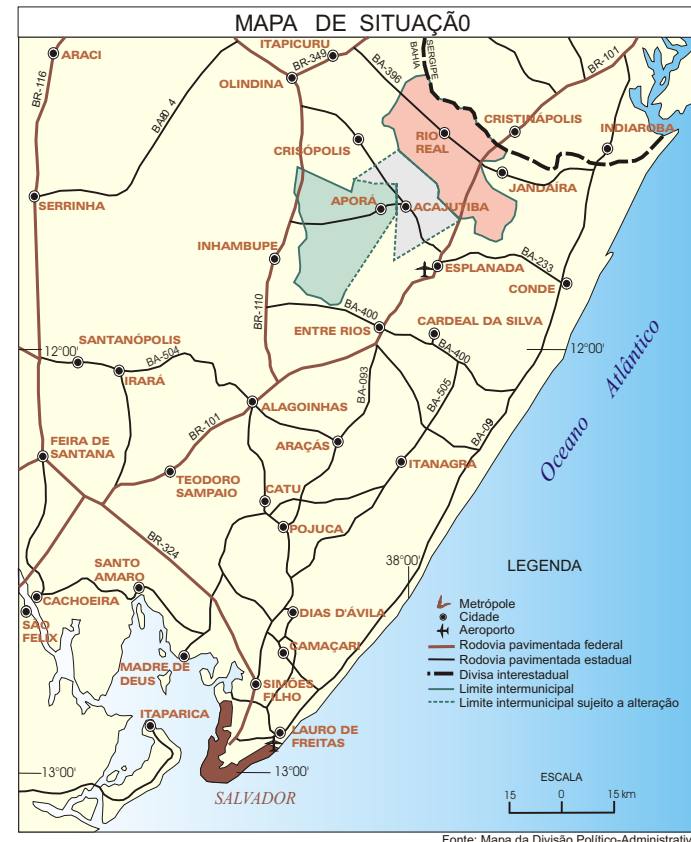 MAPA DE SITUAÇÃ0
ITAPICURU
ARACI
BR-349
OLINDINA
BR-116
BA-396
SERGIPE
BAHIA
BR-101
CRISTINÁPOLIS
INDIAROBA
RIO
REAL
CRISÓPOLIS
JANDAÍRA
SERRINHA
APORÁ
ACAJUTIBA
INHAMBUPE
ESPLANADA
BA-233
CONDE
BR-110
BA-400
ENTRE RIOS
CARDEAL DA SILVA
BA-400
SANTANÓPOLIS
12°00'
12°00'
BA-504
IRARÁ
BA-093
BA-505
Oceano Atlântico
ALAGOINHAS
BR-101
BA-09
FEIRA DE
SANTANA
ARAÇÁS
ITANAGRA
TEODORO
SAMPAIO
CATU
POJUCA
BR-324
38°00'
SANTO
AMARO
CACHOEIRA
SÃO
FELIX
DIAS D'ÁVILA
CAMAÇARI
MADRE DE
DEUS
SIMÕES
FILHO
ITAPARICA
LAURO DE
FREITAS
13°00'
13°00'
SALVADOR
LEGENDA
Metrópole
Cidade
Aeroporto
Rodovia pavimentada federal
Rodovia pavimentada estadual
Divisa interestadual
Limite intermunicipal
Limite intermunicipal sujeito a alteração
ESCALA
15 0 15 km
Fonte: Mapa da Divisão Político-Administrativ